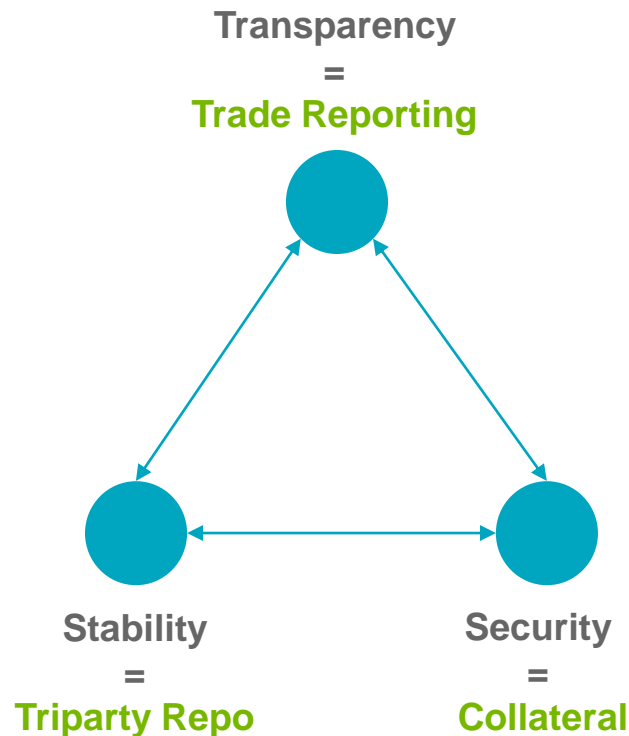 Transparency
=
Trade Reporting
Stability
=
Triparty Repo
Security
=
Collateral